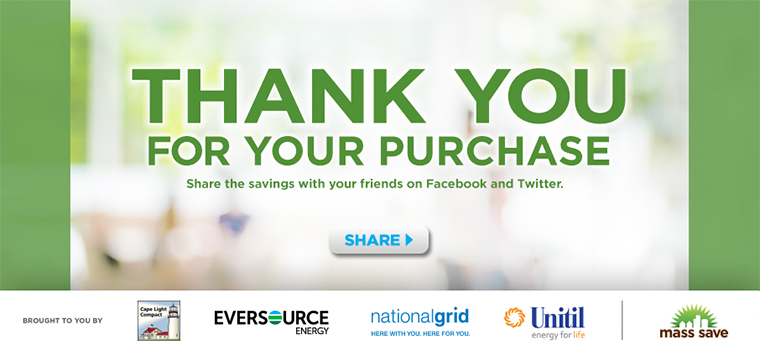 THANK YOU
FOR YOUR PURCHASE
Share the savings with your friends on Facebook and Twitter.
SHARE
BROUGHT TO YOU BY
Cape Light
Compact
EVERSOURCE
ENERGY
nationalgrid
HERE WITH YOU. HERE FOR YOU.
Unitil
energy for life
mass save